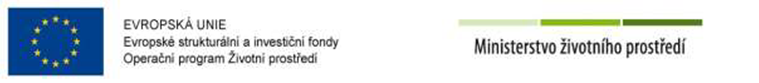 EVROPSKÁ UNIE
Evropské strukturální a investiční fondy
Operační program Životní prostředí
Ministerstvo životního prostředí